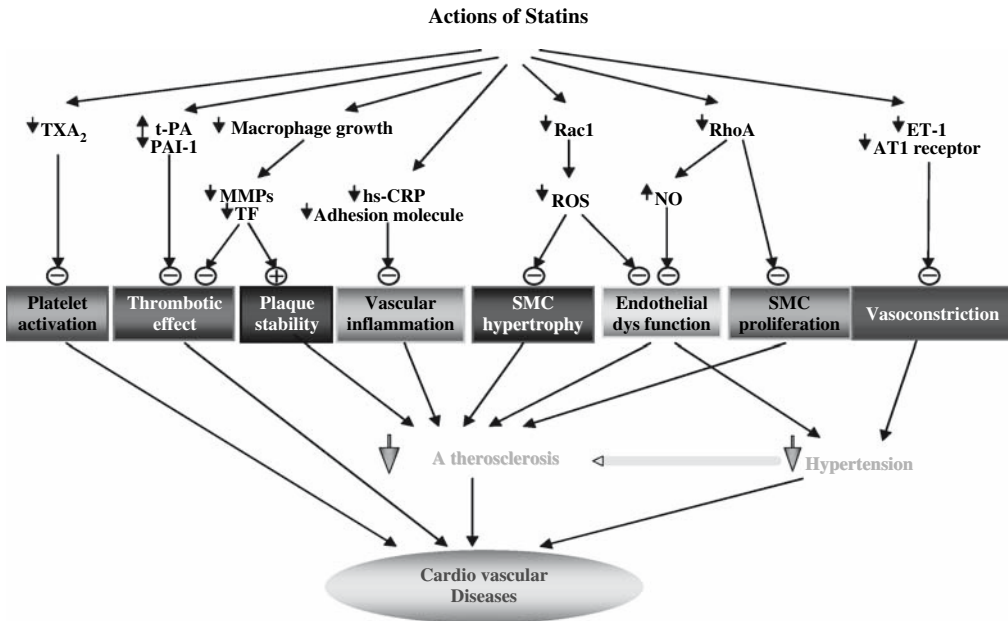 Actions of Statins
TXA2
t-PA
PAI-1
Macrophage growth
Rac1
RhoA
ET-1
AT1 receptor
MMPs
TF
hs-CRP
Adhesion molecule
ROS
NO
− − − + − − − − − −
Platelet
activation
Thrombotic
effect
Plaque
stability
Vascular
inflammation
SMC
hypertrophy
Endothelial
dys function
SMC
proliferation
Vasoconstriction
A therosclerosis
Hypertension
Cardio vascular
Diseases